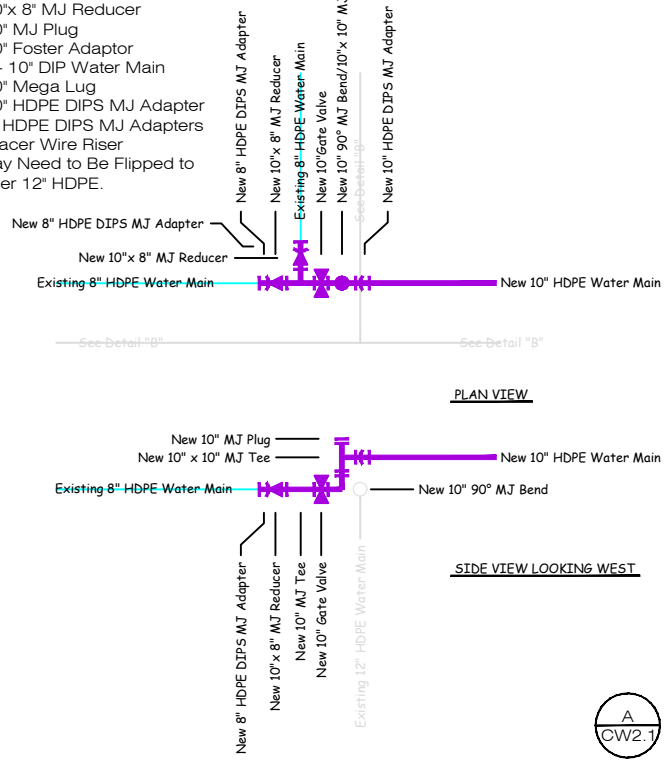 0"x 8" MJ Reducer
0" MJ Plug
0" Foster Adaptor
- 10" DIP Water Main
0" Mega Lug
0" HDPE DIPS MJ Adapter
HDPE DIPS MJ Adapters
acer Wire Riser
ay Need to Be Flipped to
er 12" HDPE.
New 8" HDPE DIPS MJ Adapter
New 10"x 8" MJ Reducer
Existing 8" HDPE Water Main
New 10"Gate Valve
New 10" 90° MJ Bend/10"x 10" MJ
See Detail "B"
New 10" HDPE DIPS MJ Adapter
New 8" HDPE DIPS MJ Adapter
New 10"x 8" MJ Reducer
Existing 8" HDPE Water Main
New 10" HDPE Water Main
See Detail "B"
See Detail "B"
PLAN VIEW
New 10" MJ Plug
New 10" x 10" MJ Tee
New 10" HDPE Water Main
Existing 8" HDPE Water Main
New 10" 90° MJ Bend
New 8" HDPE DIPS MJ Adapter
New 10"x 8" MJ Reducer
New 10" MJ Tee
New 10" Gate Valve
Existing 12" HDPE Water Main
SIDE VIEW LOOKING WEST
A
CW2.1